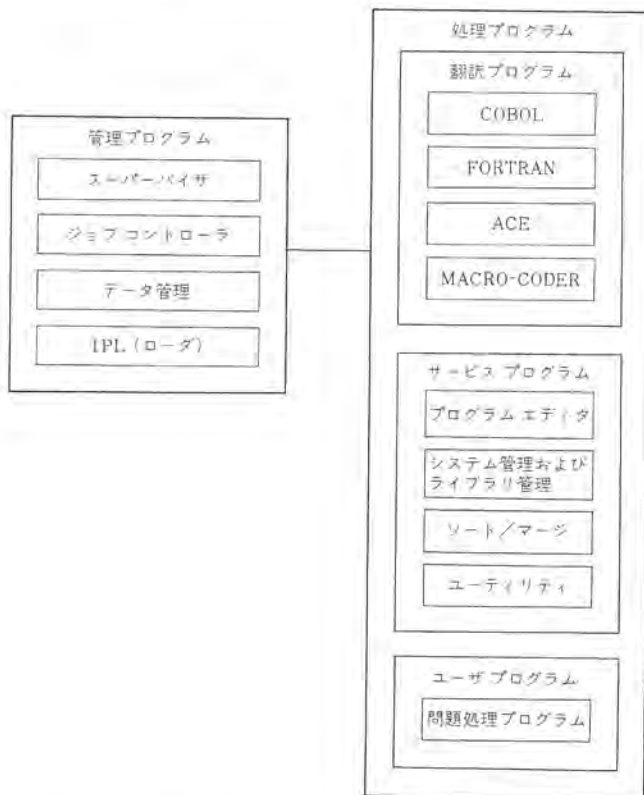 管理プログラム
スーパーバイザ
ジョブ コントローラ
データ管理
IPL（ローダ）
処理プログラム
翻訳プログラム
COBOL
FORTRAN
ACE
MACRO-CODER
サービス プログラム
プログラム エディタ
システム管理および
ライブラリ管理
ソート／マージ
ユーティリティ
ユーザ プログラム
問題処理プログラム